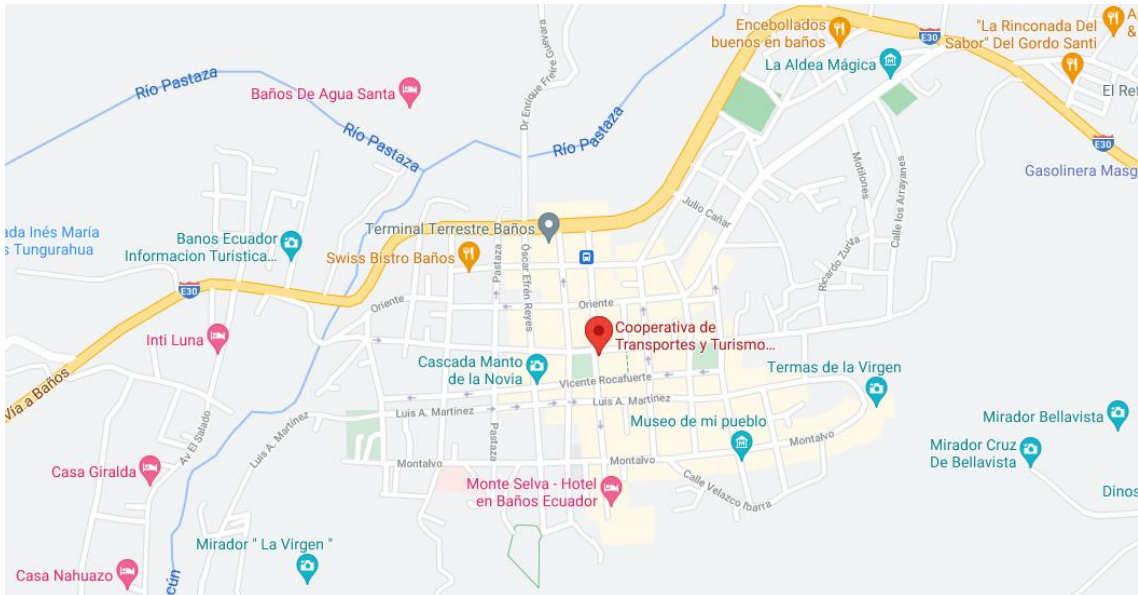 Encebollados
buenos en baños
E30
"La Rinconada Del
Sabor" Del Gordo Santi
A
&
La Aldea Mágica
Río Pastaza
Baños De Agua Santa
Dr Enrique Freire Guevara
El Ref
Río Pastaza
Río Pastaza
E30
Motilones
Calle los Arrayanes
Gasolinera Masg
Julio Cañar
ada Inés María
s Tungurahua
Banos Ecuador
Informacion Turistica...
Terminal Terrestre Baños
Swiss Bistro Baños
Pastaza
Óscar Efrén Reyes
Ricardo Zurita
E30
Oriente
Oriente
Inti Luna
Cooperativa de
Transportes y Turismo...
Cascada Manto
de la Novia
Vicente Rocafuerte
Termas de la Virgen
Vía a Baños
Luis A. Martínez
Luis A. Martinez
Luis A. Martínez
Av El Salado
Pastaza
Museo de mi pueblo
Mirador Bellavista
Mirador Cruz
De Bellavista
Casa Giralda
Montalvo
Montalvo
Montalvo
Calle Velazco Ibarra
Monte Selva - Hotel
en Baños Ecuador
Dinos
Mirador " La Virgen "
Casa Nahuazo
cún